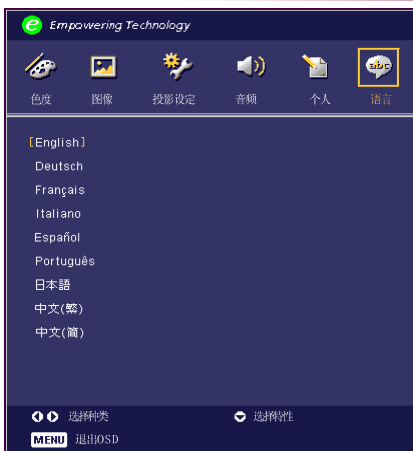 e Empowering Technology
色度 图像 投影设定 音频 个人 abc 语言
[English]
Deutsch
Français
Italiano
Español
Português
日本語
中文(繁)
中文(简)
选择种类 选择特性
MENU 退出OSD